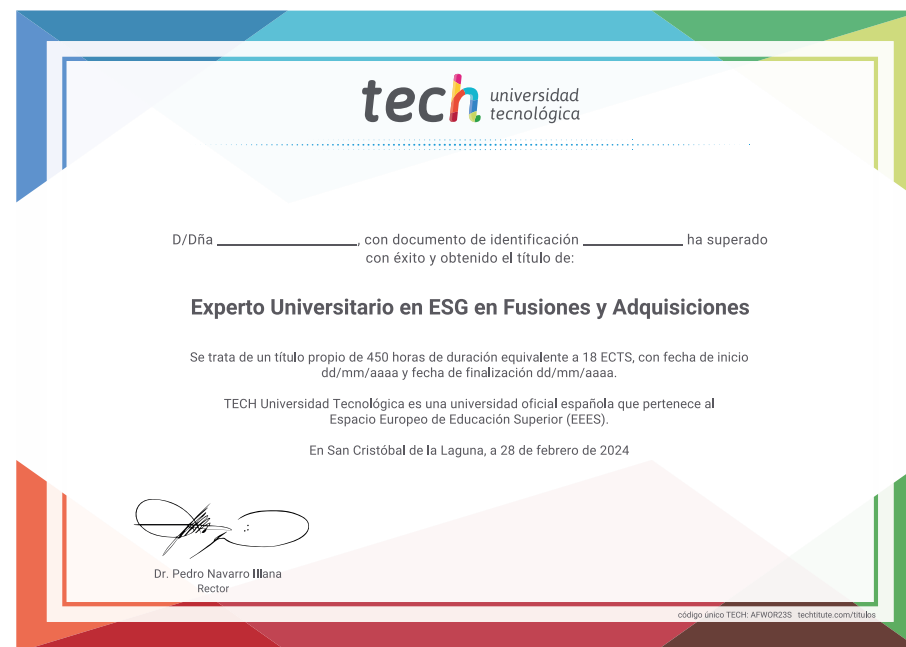 tech universidad
tecnológica
D/Dña ______________, con documento de identificación __________ ha superado
con éxito y obtenido el título de:
Experto Universitario en ESG en Fusiones y Adquisiciones
Se trata de un título propio de 450 horas de duración equivalente a 18 ECTS, con fecha de inicio
dd/mm/aaaa y fecha de finalización dd/mm/aaaa.
TECH Universidad Tecnológica es una universidad oficial española que pertenece al
Espacio Europeo de Educación Superior (EEES).
En San Cristóbal de la Laguna, a 28 de febrero de 2024
Dr. Pedro Navarro Illana
Rector
código único TECH: AFWOR23S techtitute.com/titulos